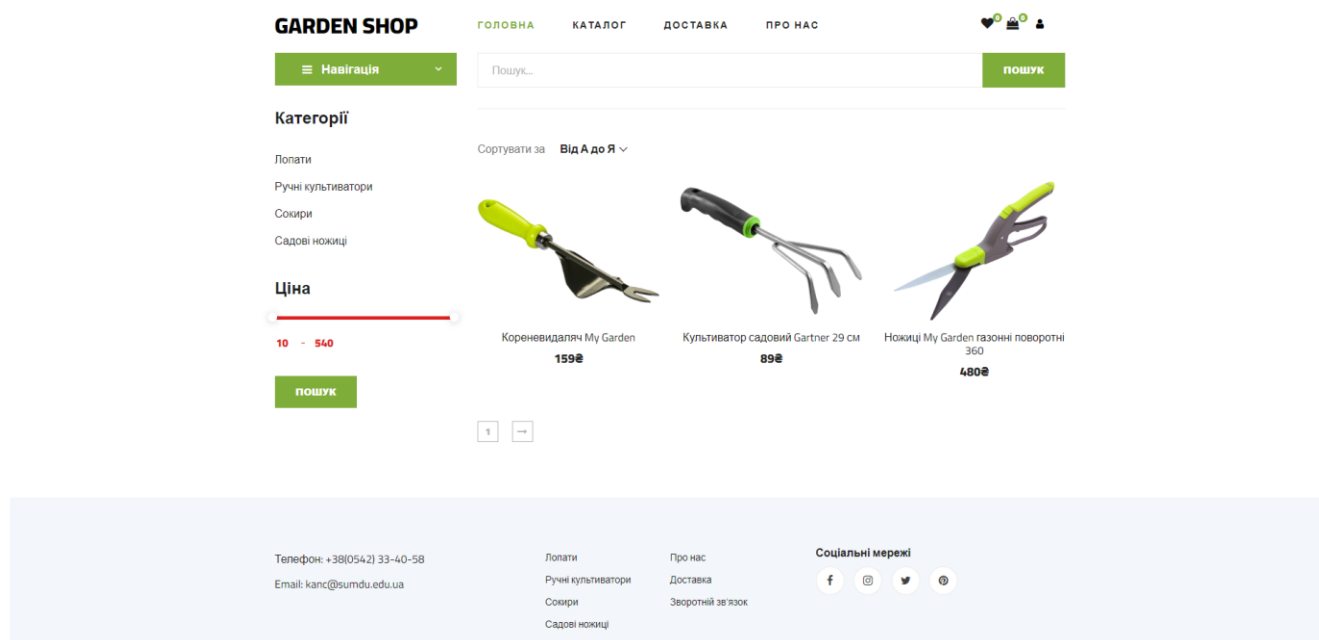 GARDEN SHOP
ГОЛОВНА КАТАЛОГ ДОСТАВКА ПРО НАС
0 0
Навігація
Пошук...
ПОШУК
Категорії
Лопати
Ручні культиватори
Сокири
Садові ножиці
Ціна
10 - 540
ПОШУК
Сортувати за Від А до Я
Кореневидаляч My Garden
159₴
Культиватор садовий Gartner 29 см
89₴
Ножиці My Garden газонні поворотні
360
480₴
1
Телефон: +38(0542) 33-40-58
Email: kanc@sumdu.edu.ua
Лопати
Ручні культиватори
Сокири
Садові ножиці
Про нас
Доставка
Зворотній зв'язок
Соціальні мережі